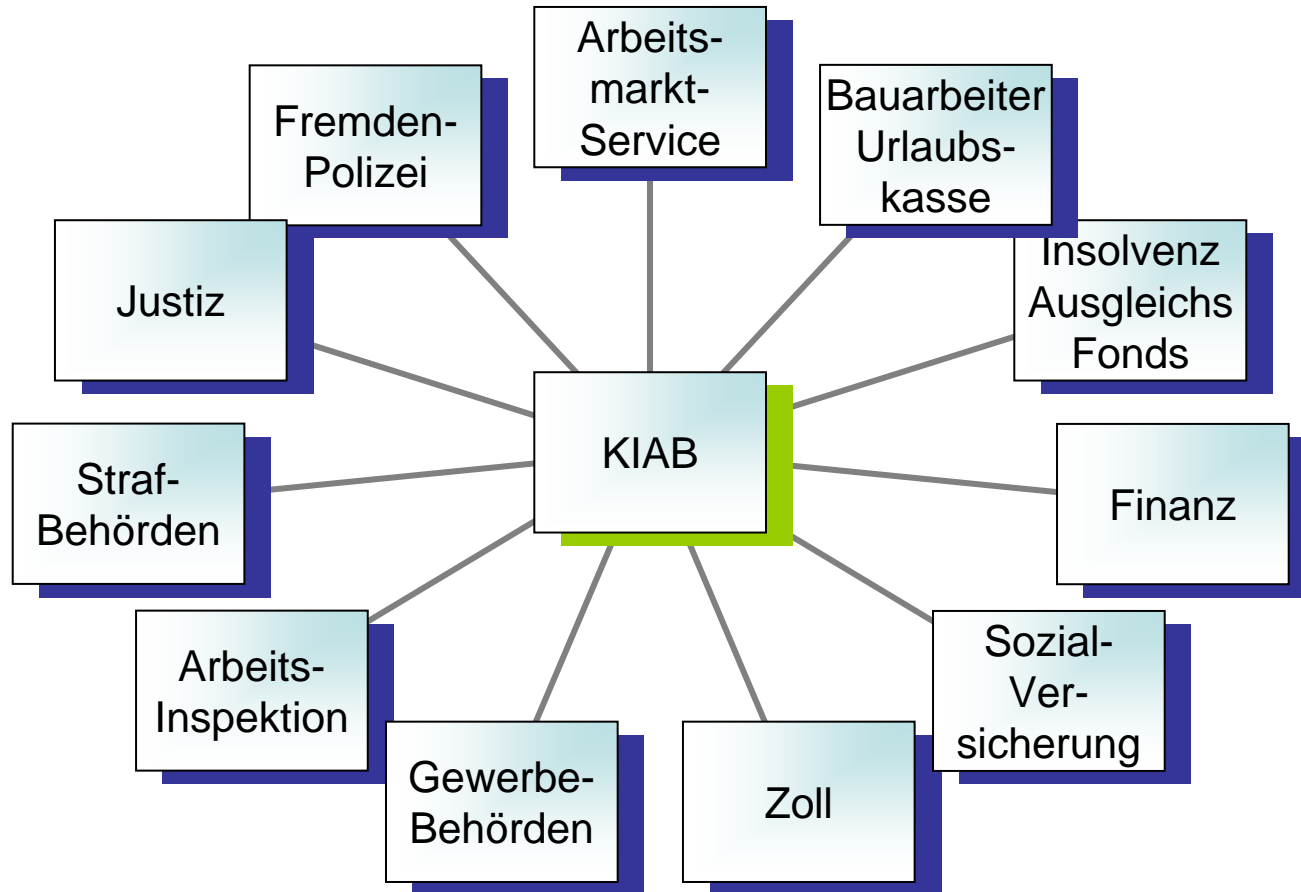 Arbeits-
markt-
Service
Bauarbeiter
Urlaubs-
kasse
Insolvenz
Ausgleichs
Fonds
Finanz
Sozial-
Ver-
sicherung
Zoll
Gewerbe-
Behörden
Arbeits-
Inspektion
Straf-
Behörden
Justiz
Fremden-
Polizei
KIAB